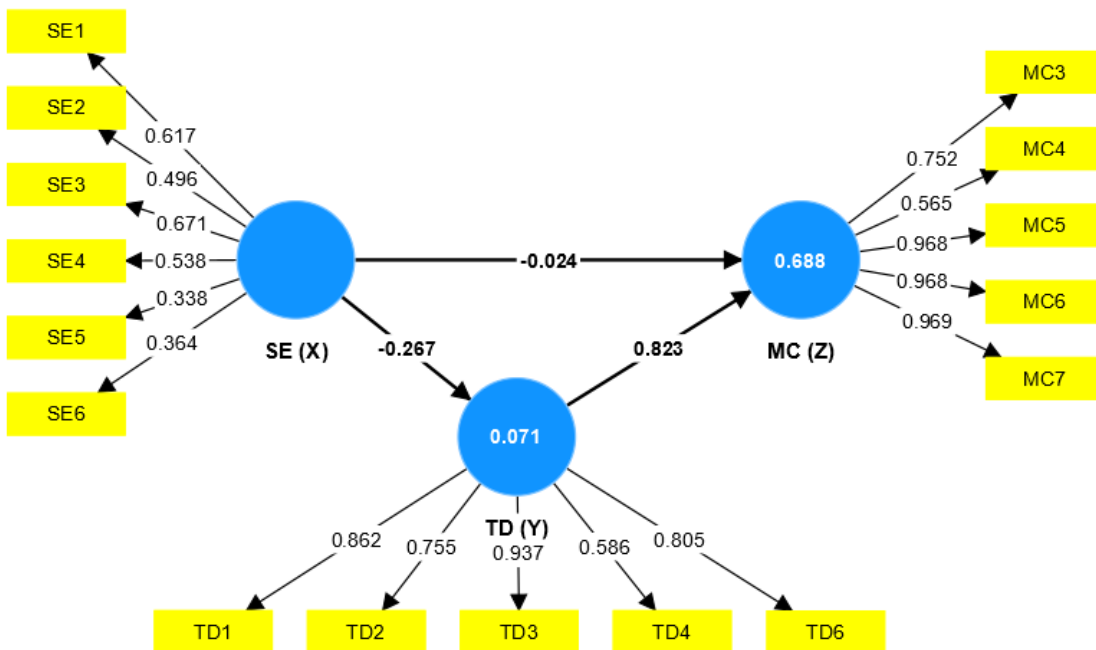 SE1
SE2
SE3
SE4
SE5
SE6
0.617
0.496
0.671
0.538
0.338
0.364
SE (X)
-0.024
-0.267
0.823
0.688
MC (Z)
0.752
0.565
0.968
0.968
0.969
MC3
MC4
MC5
MC6
MC7
0.071
TD (Y)
0.862
0.755
0.937
0.586
0.805
TD1
TD2
TD3
TD4
TD6